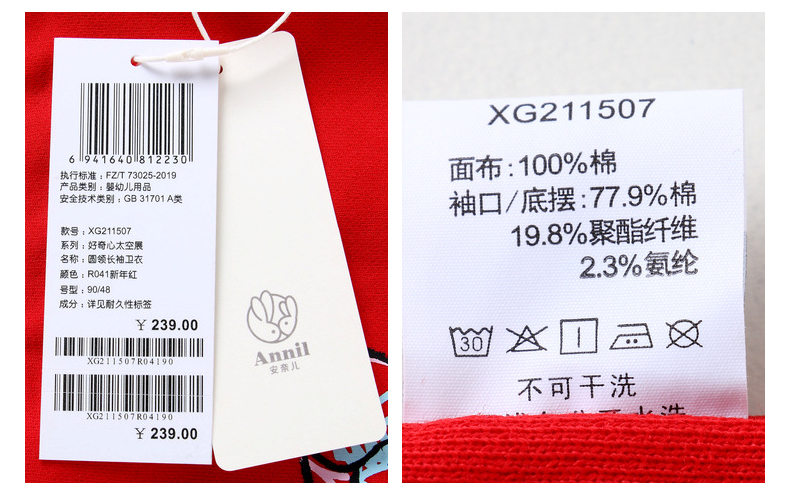 6 941640 812230
执行标准：FZ/T 73025-2019
产品类别：婴幼儿用品
安全技术类别：GB 31701 A类
款号：XG211507
系列：好奇心太空展
名称：圆领长袖卫衣
颜色：R041新年红
号型：90/48
成分：详见耐久性标签
￥ 239.00
XG211507R04190
XG211507R04190
￥ 239.00
Annil
安奈儿
XG211507
面布:100%棉
袖口/底摆:77.9%棉
19.8%聚酯纤维
2.3%氨纶
30
不可干洗